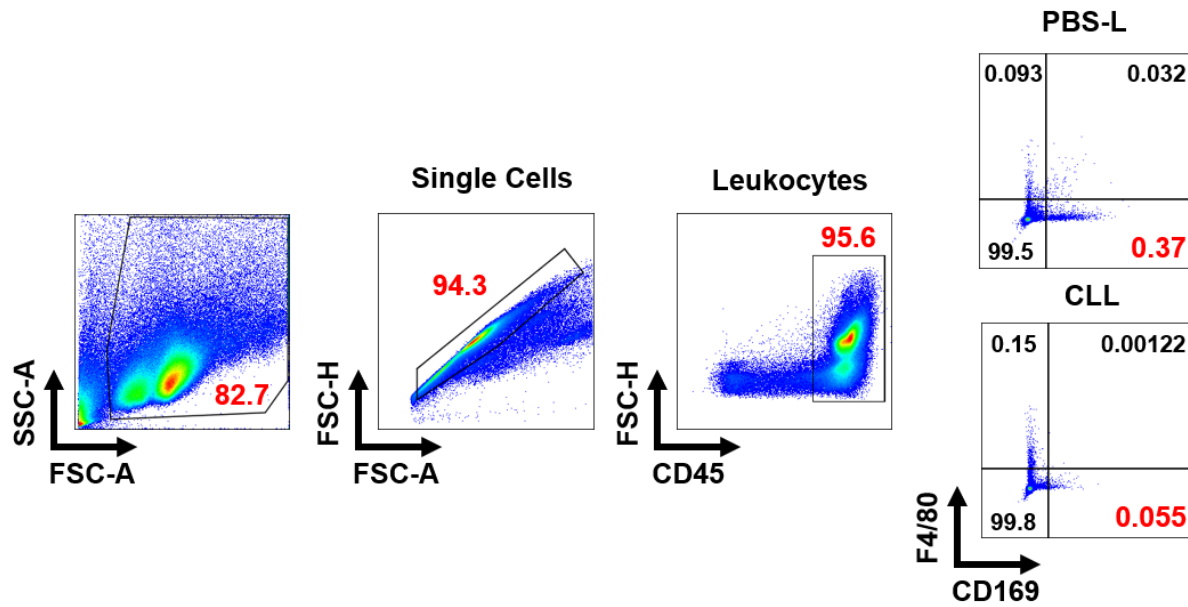 SSC-A
FSC-A
82.7
Single Cells
FSC-H
FSC-A
94.3
Leukocytes
FSC-H
CD45
95.6
PBS-L
0.093
0.032
99.5
0.37
CLL
0.15
0.00122
99.8
0.055
F4/80
CD169